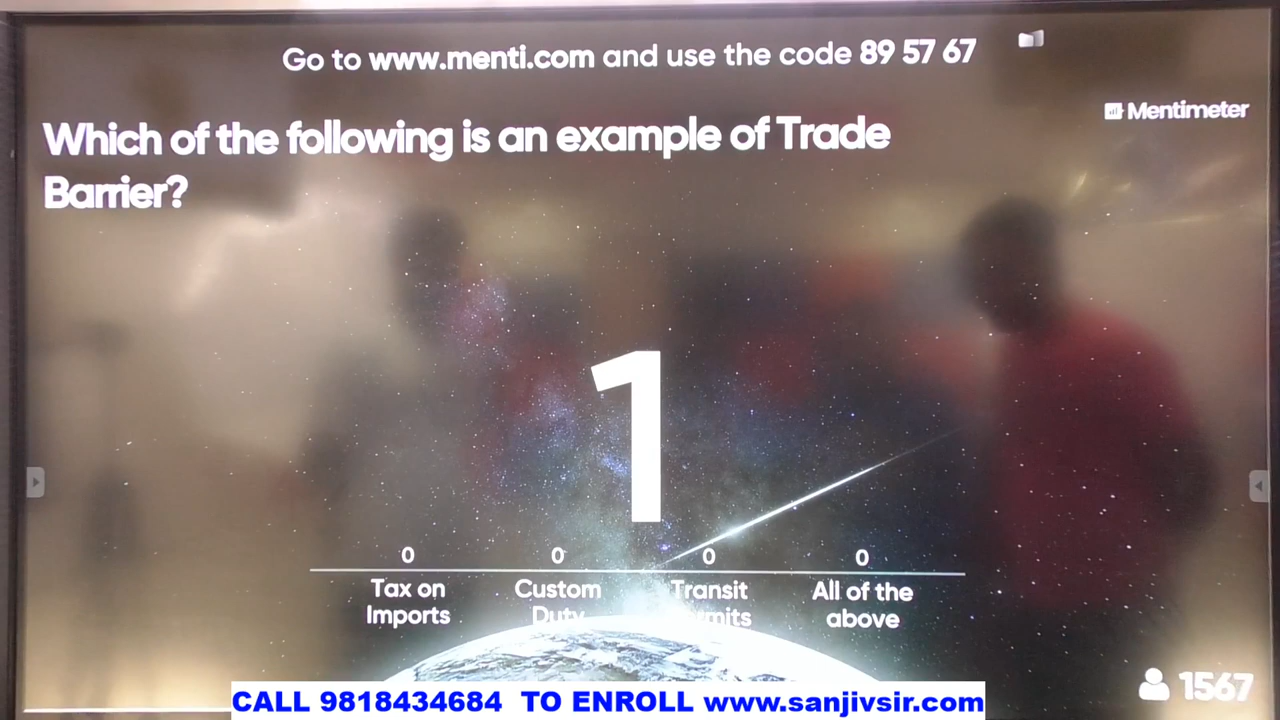 Go to www.menti.com and use the code 89 57 67
Mentimeter
Which of the following is an example of Trade
Barrier?
1
0 0 0 0
Tax on Custom Transit All of the
Imports Duty above
1567
CALL 9818434684 TO ENROLL www.sanjivsir.com